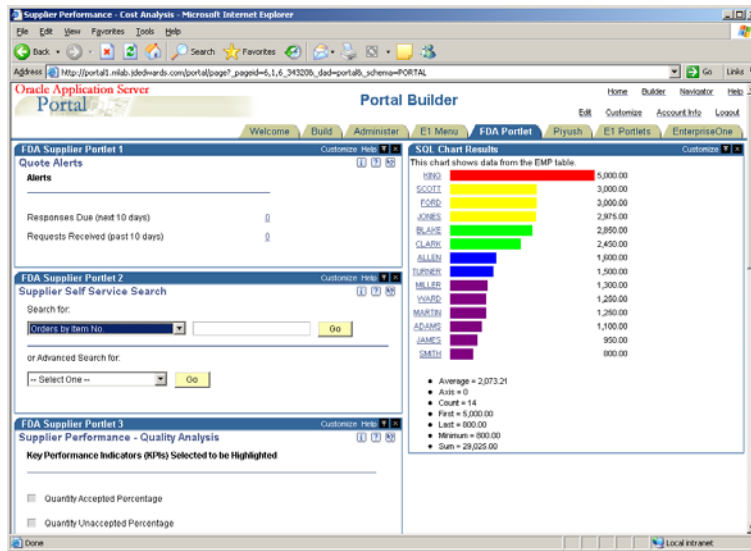 Supplier Performance - Cost Analysis - Microsoft Internet Explorer
File Edit View Favorites Tools Help
Back Search Favorites
Address http://portal1.mlab.jdedwards.com/portal/page?_pageid=6,1,6_34320&_dad=portal&_schema=PORTAL Go Links
Oracle Application Server
Portal
Portal Builder
Home Builder Navigator Help
Edit Customize Account Info Logout
Welcome Build Administer E1 Menu FDA Portlet Piyush E1 Portlets EnterpriseOne
FDA Supplier Portlet 1 Customize Help
Quote Alerts
Alerts
Responses Due (next 10 days) 0
Requests Received (past 10 days) 0
FDA Supplier Portlet 2 Customize Help
Supplier Self Service Search
Search for:
Orders by Item No. Go
or Advanced Search for:
-- Select One -- Go
FDA Supplier Portlet 3 Customize Help
Supplier Performance - Quality Analysis
Key Performance Indicators (KPIs) Selected to be Highlighted
Quantity Accepted Percentage
Quantity Unaccepted Percentage
SQL Chart Results Customize
This chart shows data from the EMP table.
KING 5,000.00
SCOTT 3,000.00
FORD 3,000.00
JONES 2,975.00
BLAKE 2,850.00
CLARK 2,450.00
ALLEN 1,600.00
TURNER 1,500.00
MILLER 1,300.00
WARD 1,250.00
MARTIN 1,250.00
ADAMS 1,100.00
JAMES 950.00
SMITH 800.00
Average = 2,073.21
Axis = 0
Count = 14
First = 5,000.00
Last = 800.00
Minimum = 800.00
Sum = 29,025.00
Done Local intranet